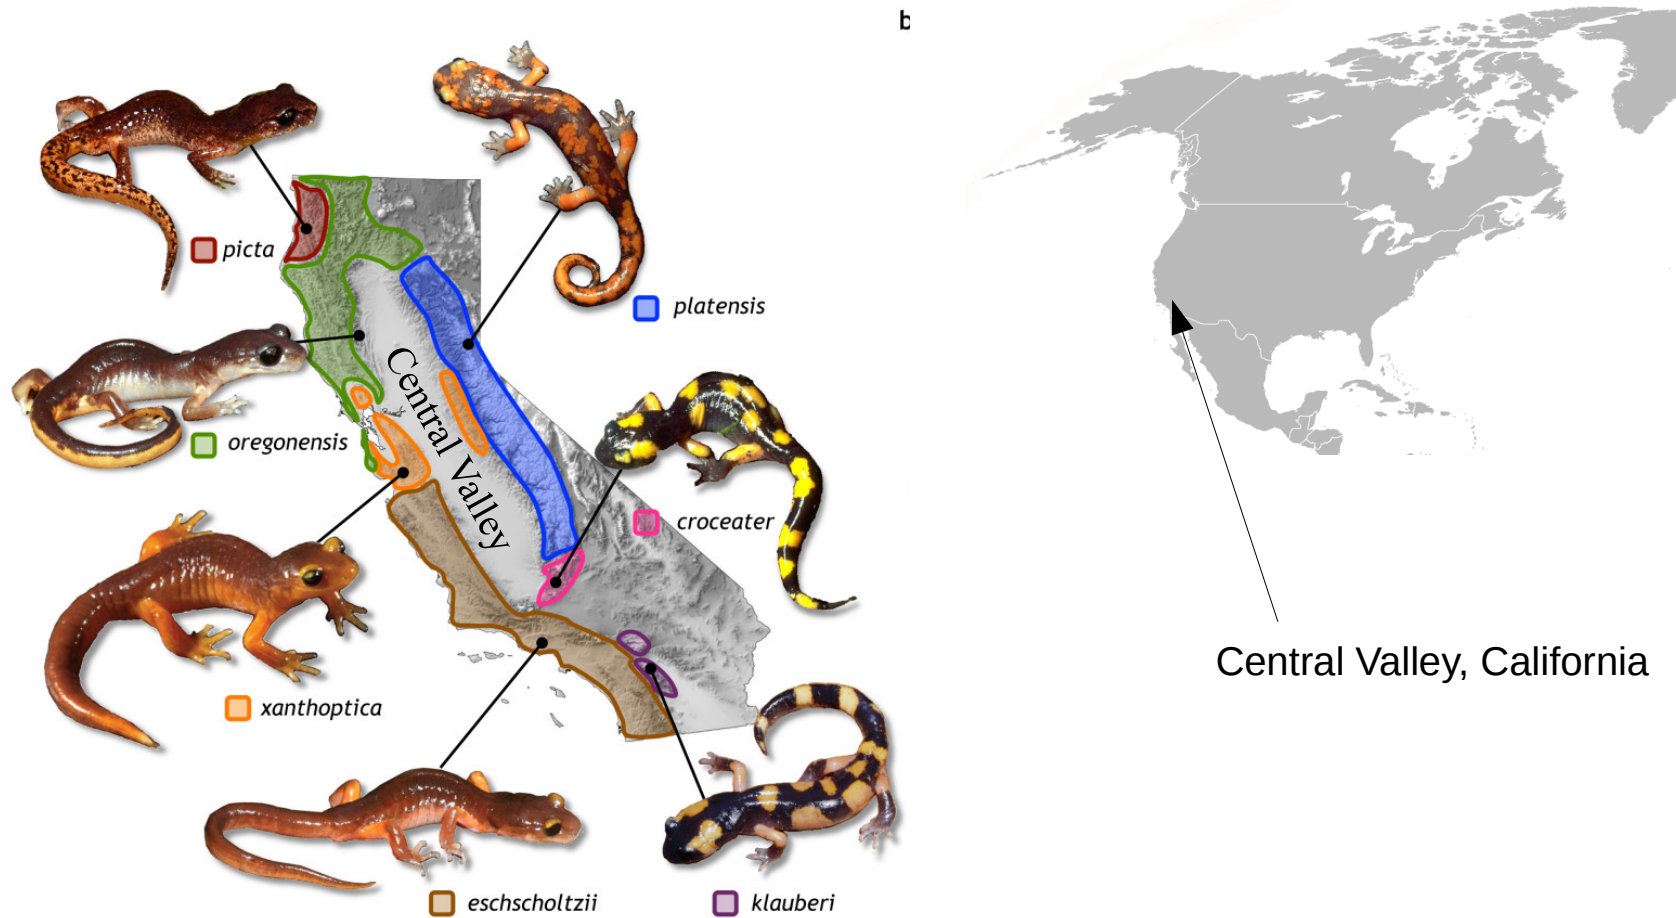 b
picta
platensis
Central Valley
oregonensis
croceater
xanthoptica
Central Valley, California
eschscholtzii
klauberi